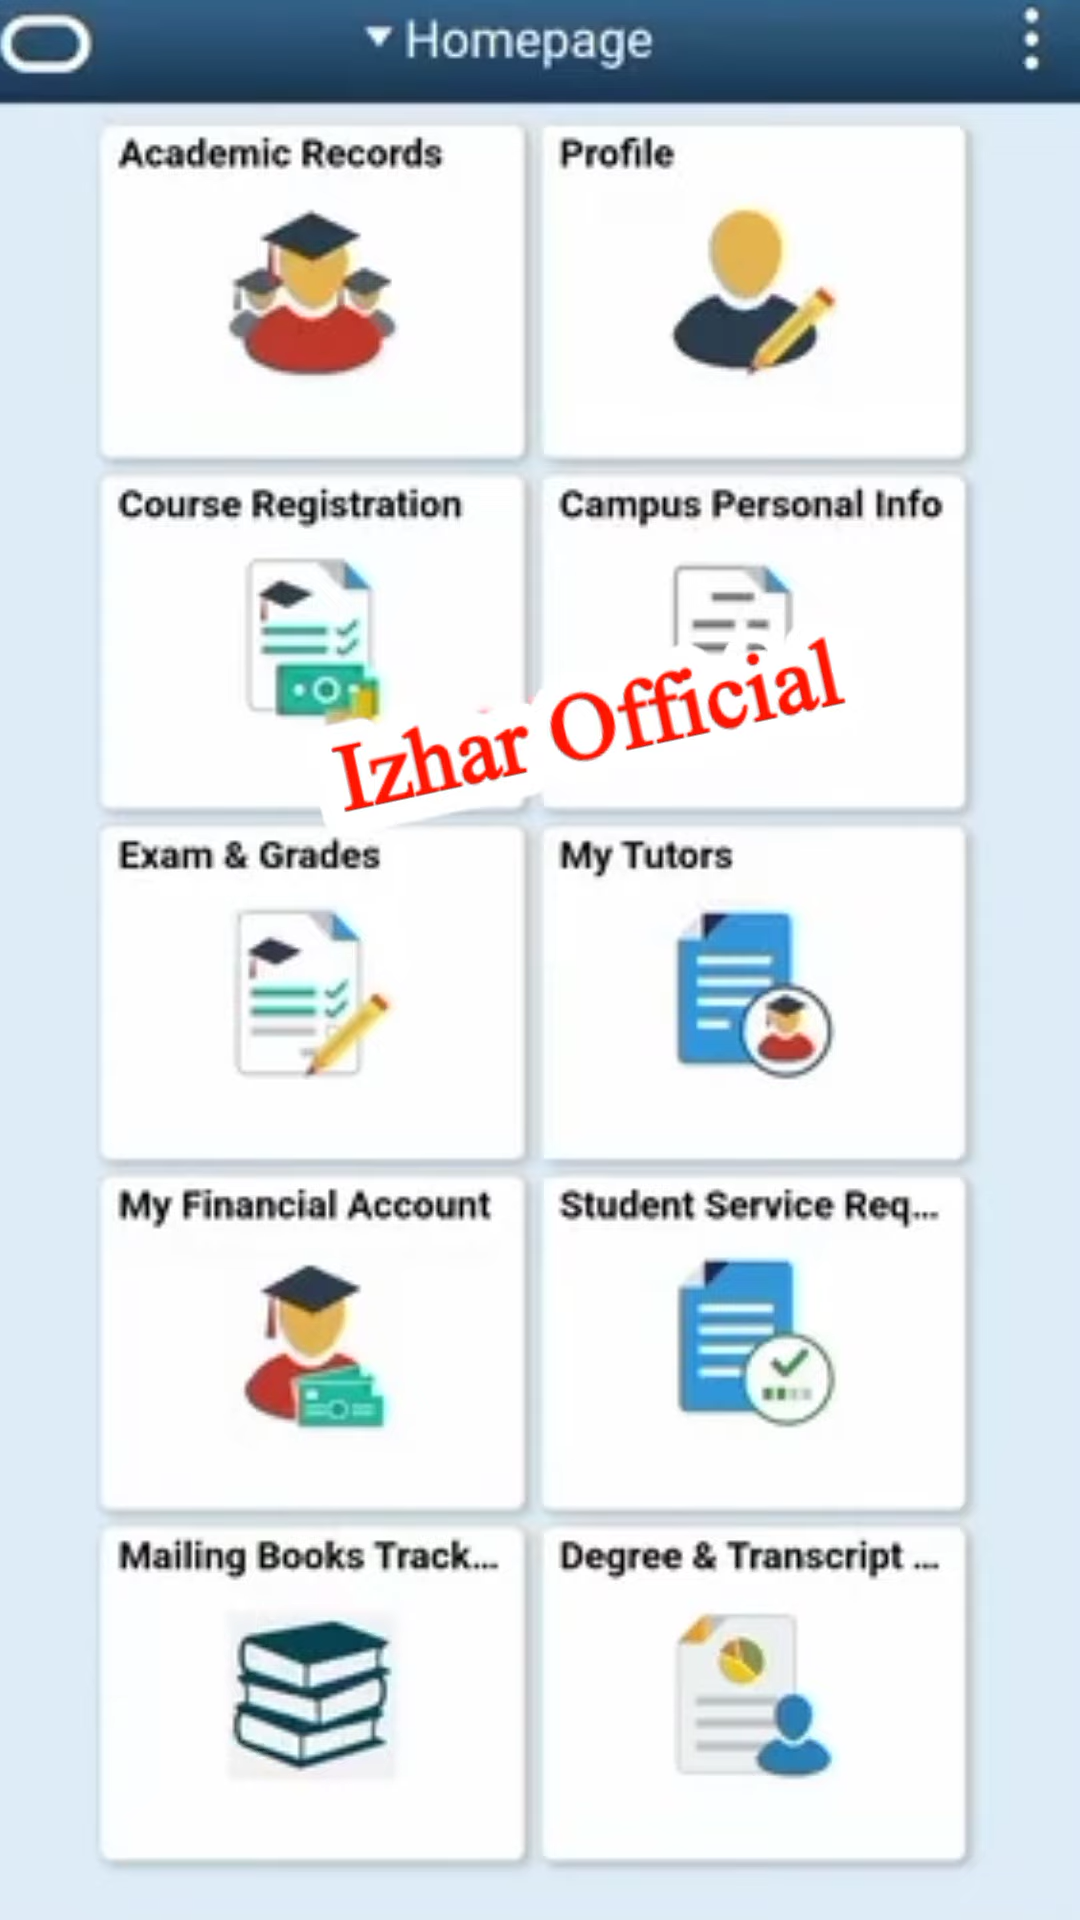 Homepage
Academic Records
Profile
Course Registration
Campus Personal Info
Izhar Official
Exam & Grades
My Tutors
My Financial Account
Student Service Req...
Mailing Books Track...
Degree & Transcript ...